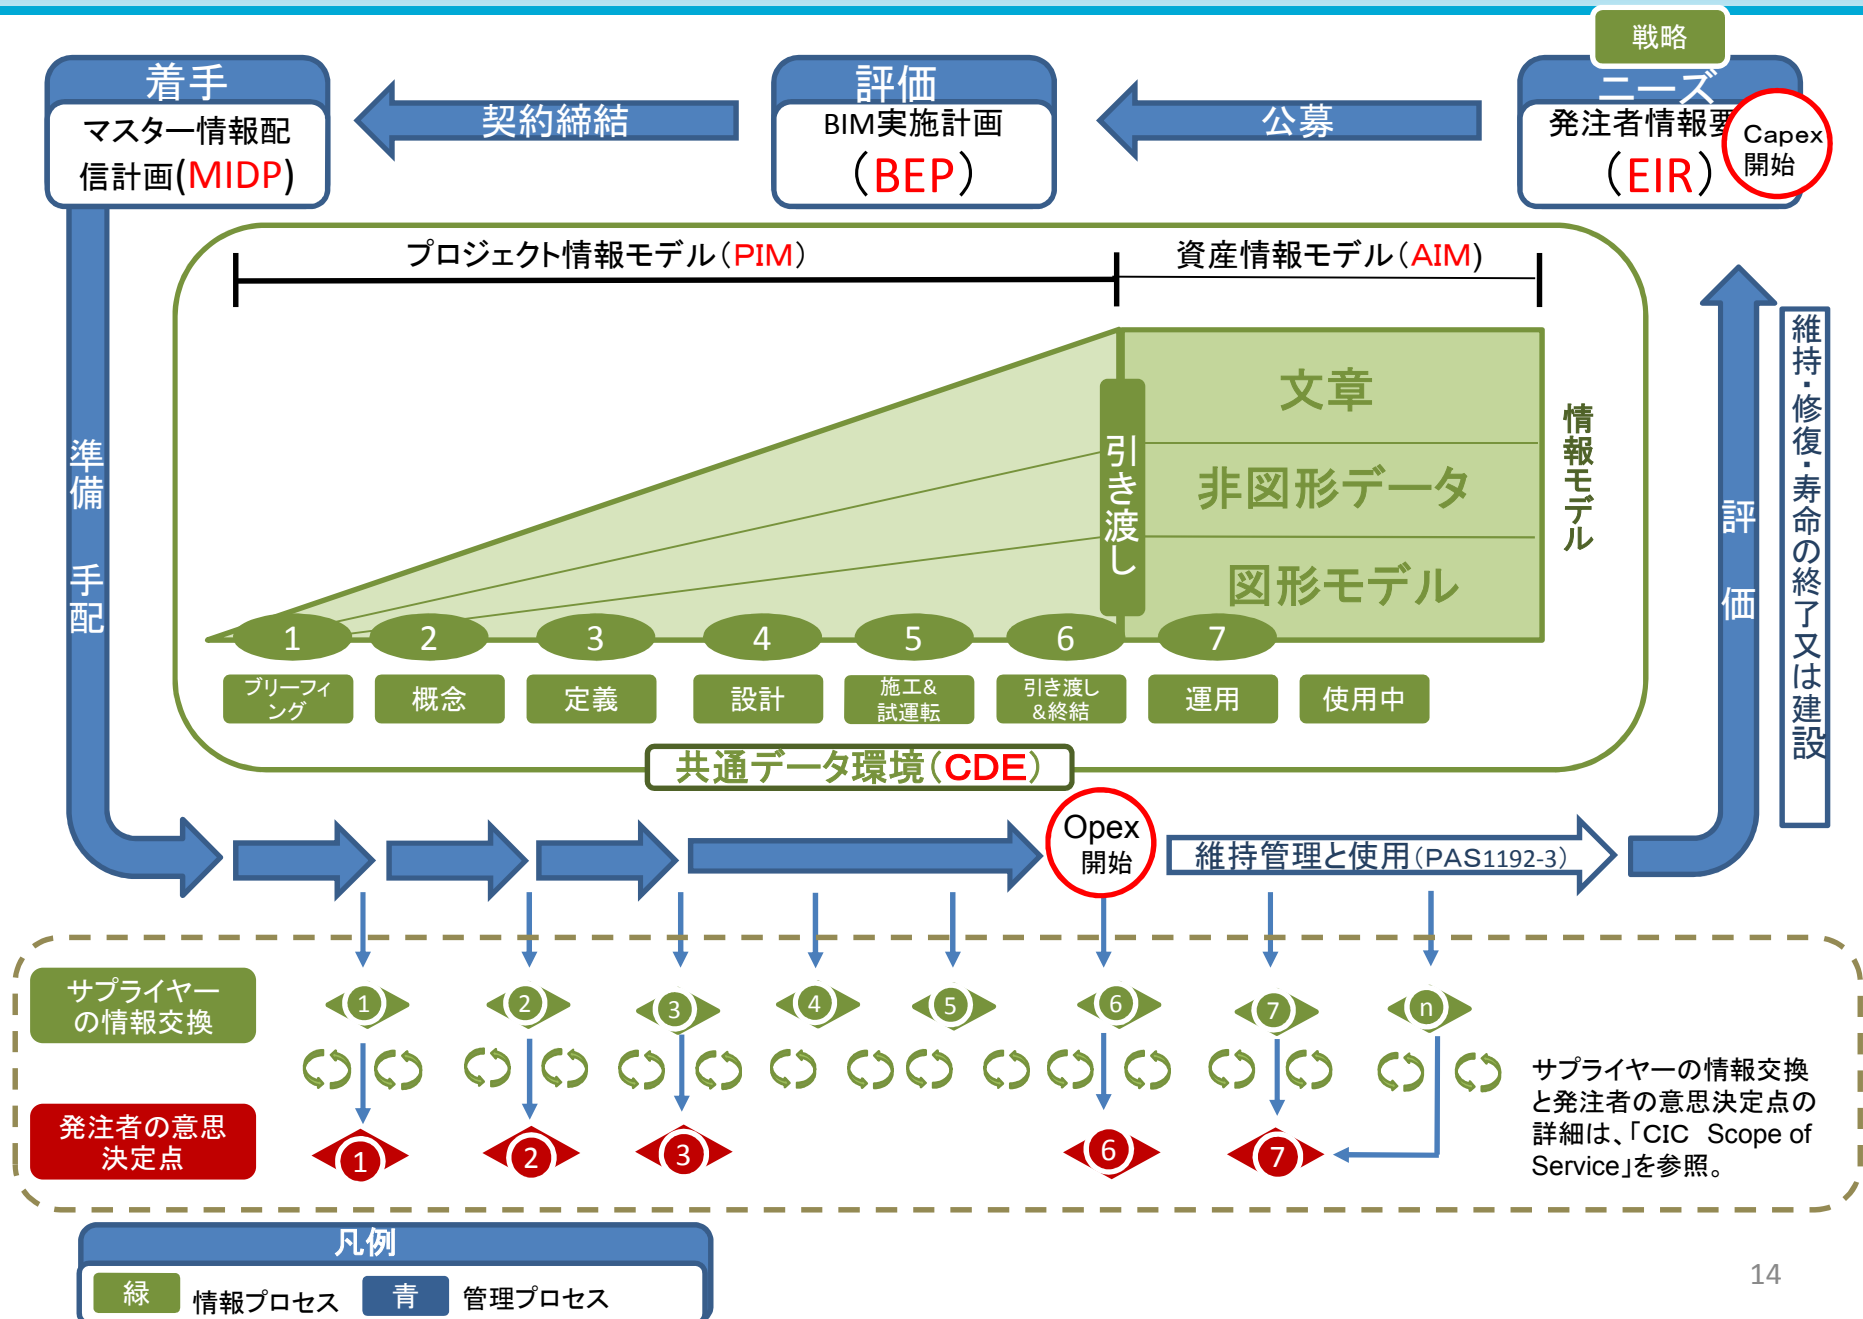 戦略
着手
マスター情報配
信計画(MIDP)
契約締結
評価
BIM実施計画
(BEP)
公募
ニーズ
発注者情報要
(EIR)
Capex
開始
プロジェクト情報モデル(PIM)
資産情報モデル(AIM)
準備 手配
文章
非図形データ
図形モデル
引き渡し
情報モデル
評価
維持・修復・寿命の終了又は建設
1 2 3 4 5 6 7
ブリーフィ
ング
概念
定義
設計
施工&
試運転
引き渡し
&終結
運用
使用中
共通データ環境(CDE)
Opex
開始
維持管理と使用(PAS1192-3)
サプライヤー
の情報交換
1 2 3 4 5 6 7 n
発注者の意思
決定点
1 2 3 6 7
サプライヤーの情報交換
と発注者の意思決定点の
詳細は、「CIC Scope of
Service」を参照。
凡例
緑 情報プロセス 青 管理プロセス
14